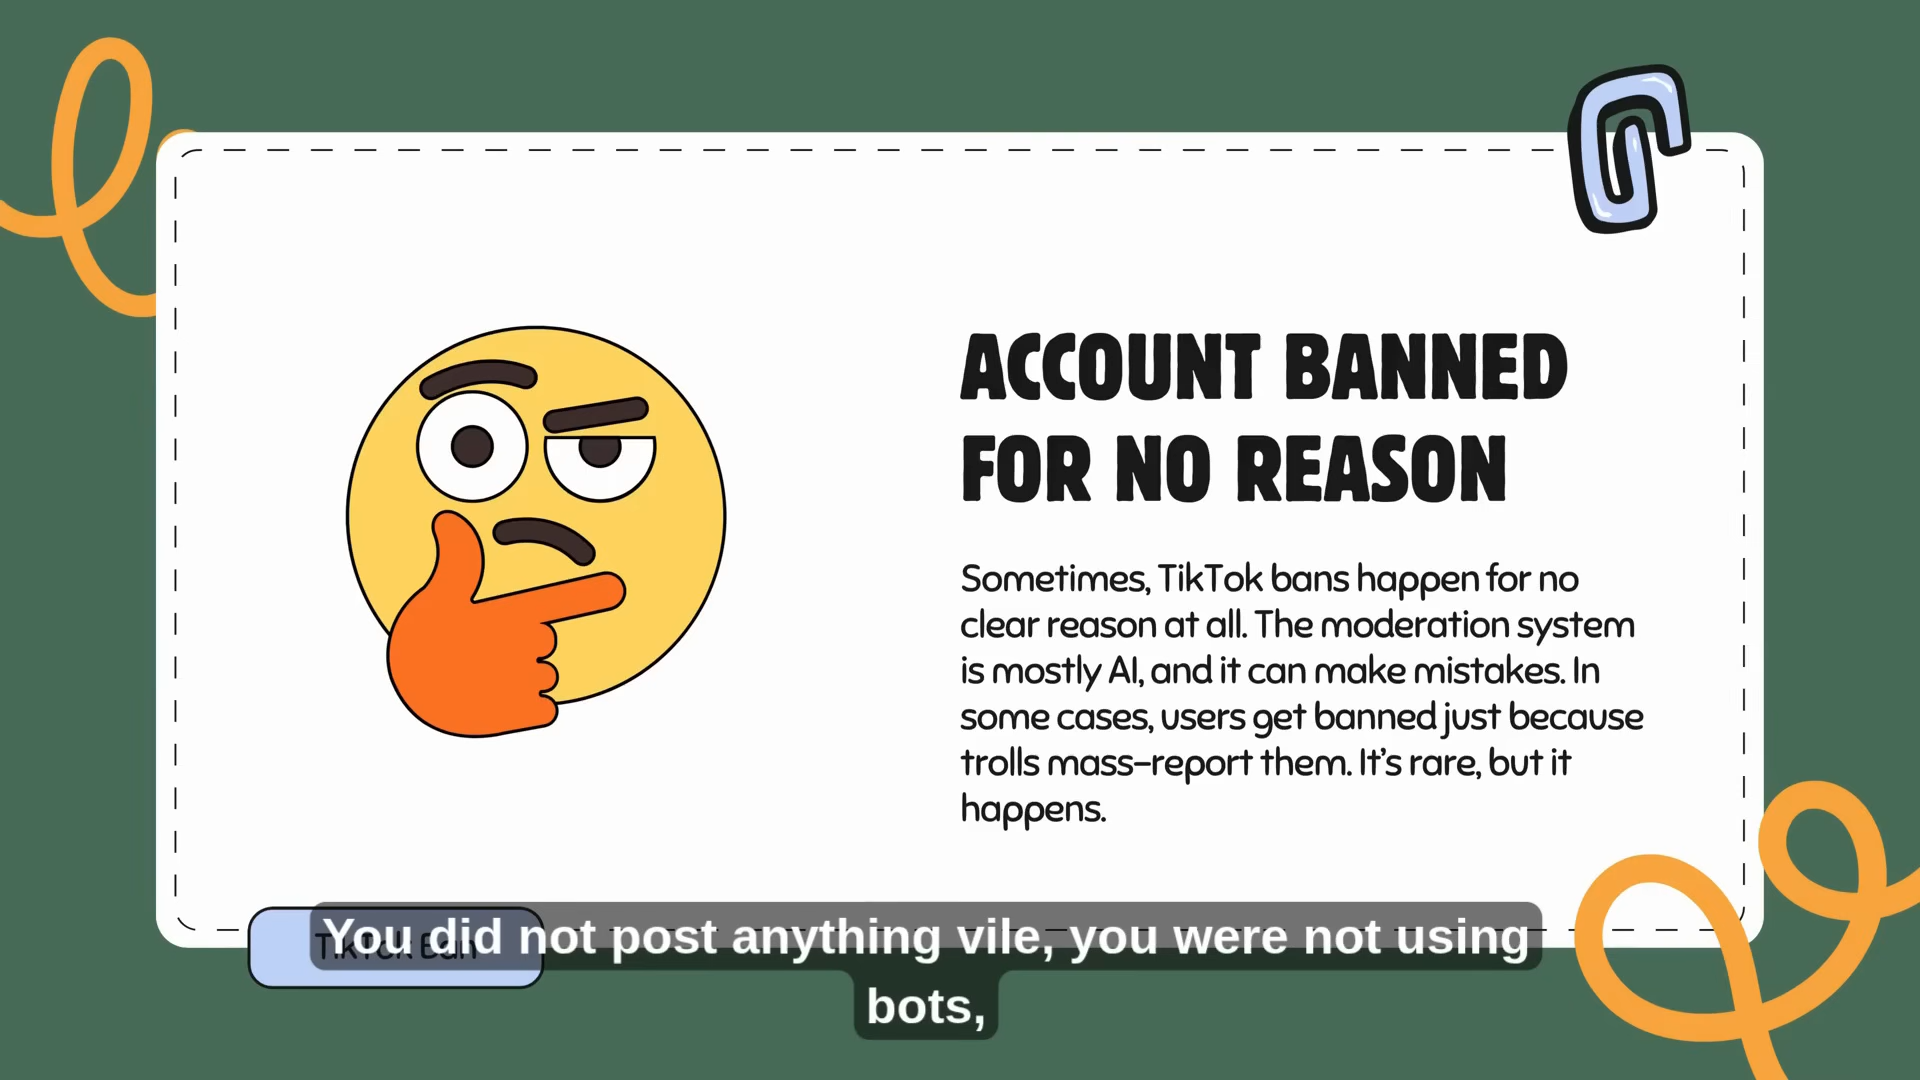 ACCOUNT BANNED
FOR NO REASON
Sometimes, TikTok bans happen for no
clear reason at all. The moderation system
is mostly AI, and it can make mistakes. In
some cases, users get banned just because
trolls mass-report them. It's rare, but it
happens.
TikTok Ban
You did not post anything vile, you were not using
bots,